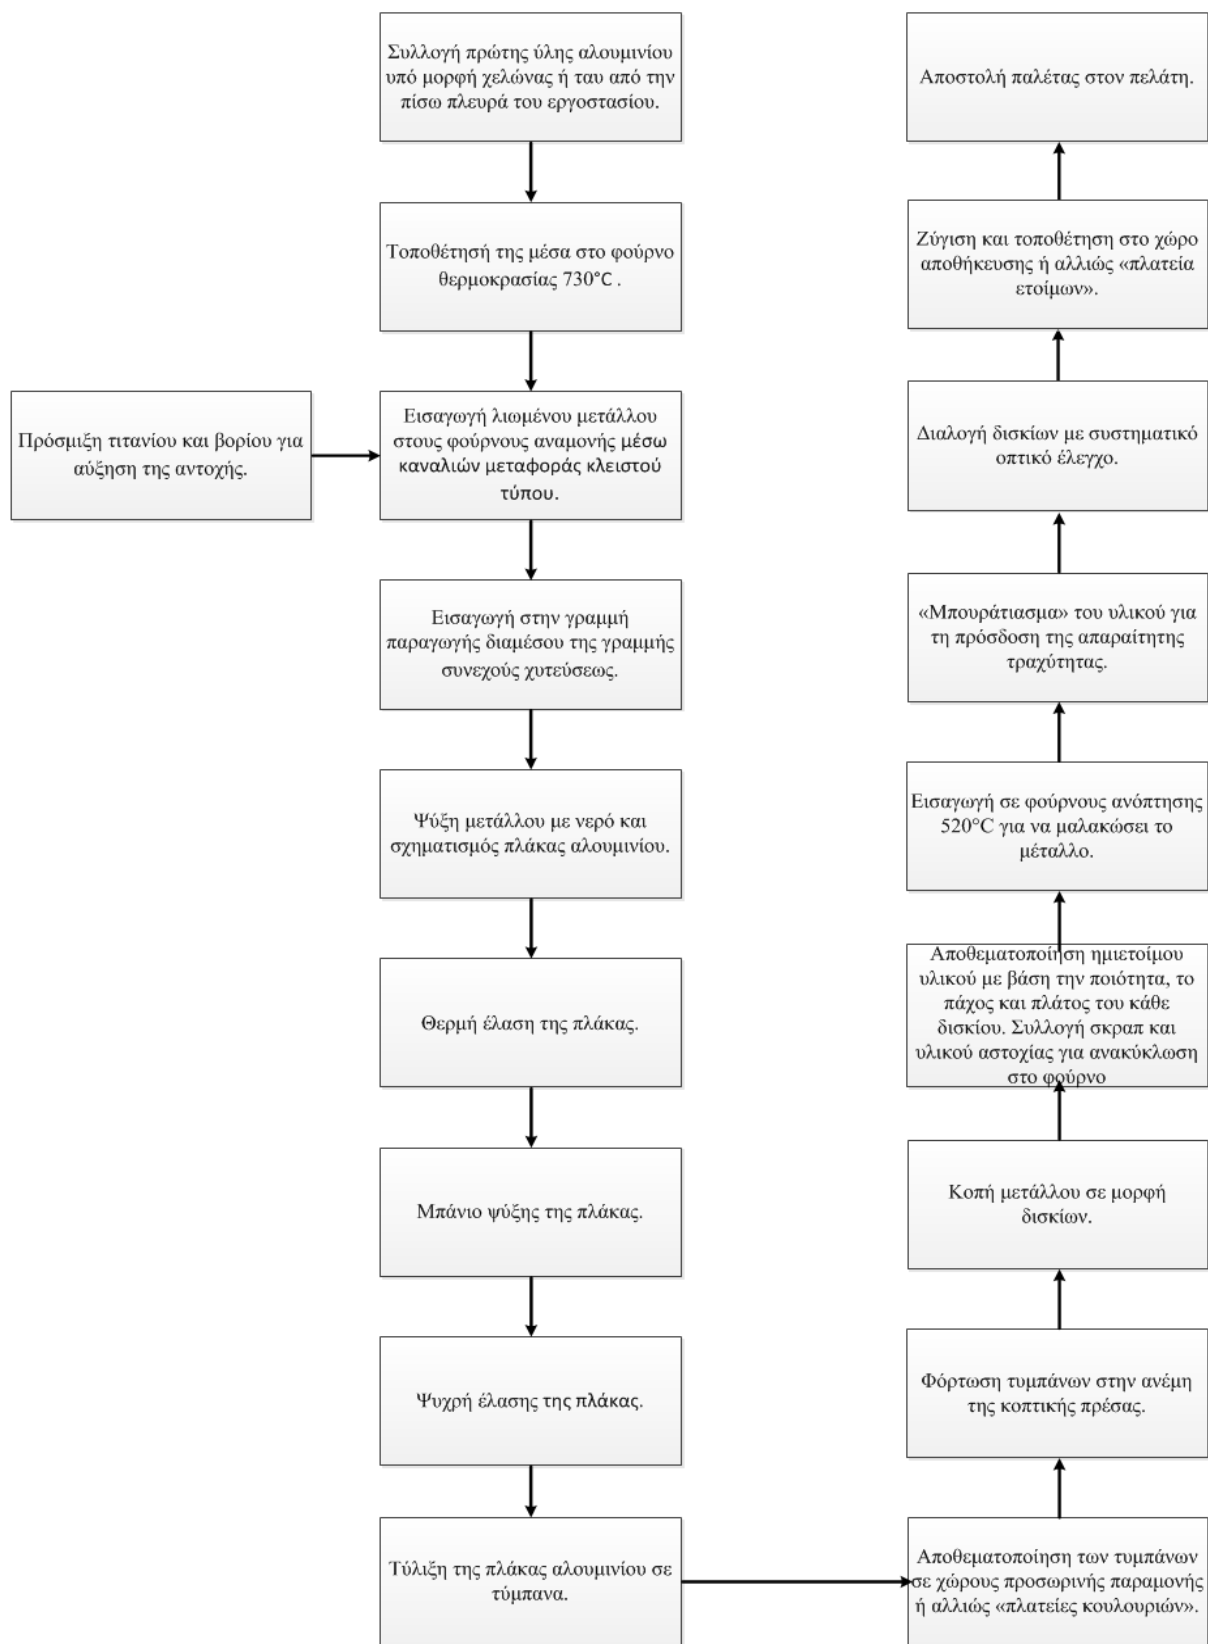 Συλλογή πρώτης ύλης αλουμινίου
υπό μορφή χελώνας ή ταυ από την
πίσω πλευρά του εργοστασίου.
Τοποθέτησή της μέσα στο φούρνο
θερμοκρασίας 730°C .
Πρόσμιξη τιτανίου και βορίου για
αύξηση της αντοχής.
Εισαγωγή λιωμένου μετάλλου
στους φούρνους αναμονής μέσω
καναλιών μεταφοράς κλειστού
τύπου.
Εισαγωγή στην γραμμή
παραγωγής διαμέσου της γραμμής
συνεχούς χυτεύσεως.
Ψύξη μετάλλου με νερό και
σχηματισμός πλάκας αλουμινίου.
Θερμή έλαση της πλάκας.
Μπάνιο ψύξης της πλάκας.
Ψυχρή έλασης της πλάκας.
Τύλιξη της πλάκας αλουμινίου σε
τύμπανα.
Αποθεματοποίηση των τυμπάνων
σε χώρους προσωρινής παραμονής
ή αλλιώς «πλατείες κουλουριών».
Φόρτωση τυμπάνων στην ανέμη
της κοπτικής πρέσας.
Κοπή μετάλλου σε μορφή
δισκίων.
Αποθεματοποίηση ημιετοίμου
υλικού με βάση την ποιότητα, το
πάχος και πλάτος του κάθε
δισκίου. Συλλογή σκραπ και
υλικού αστοχίας για ανακύκλωση
στο φούρνο
Εισαγωγή σε φούρνους ανόπτησης
520°C για να μαλακώσει το
μέταλλο.
«Μπουράτιασμα» του υλικού για
τη πρόσδοση της απαραίτητης
τραχύτητας.
Διαλογή δισκίων με συστηματικό
οπτικό έλεγχο.
Ζύγιση και τοποθέτηση στο χώρο
αποθήκευσης ή αλλιώς «πλατεία
ετοίμων».
Αποστολή παλέτας στον πελάτη.